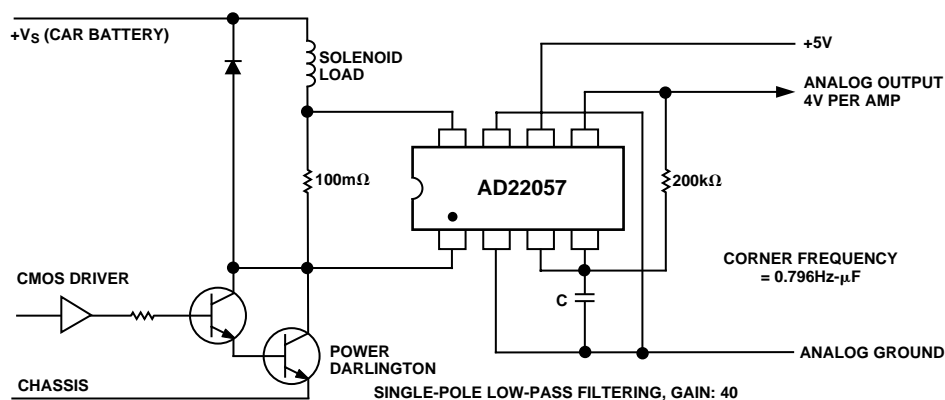 +VS (CAR BATTERY)
SOLENOID
LOAD
+5V
ANALOG OUTPUT
4V PER AMP
100mΩ
AD22057
200kΩ
CMOS DRIVER
CORNER FREQUENCY
= 0.796Hz-μF
C
POWER
DARLINGTON
ANALOG GROUND
CHASSIS
SINGLE-POLE LOW-PASS FILTERING, GAIN: 40